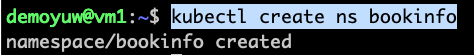 demoyuw@vm1:~$ kubectl create ns bookinfo
namespace/bookinfo created